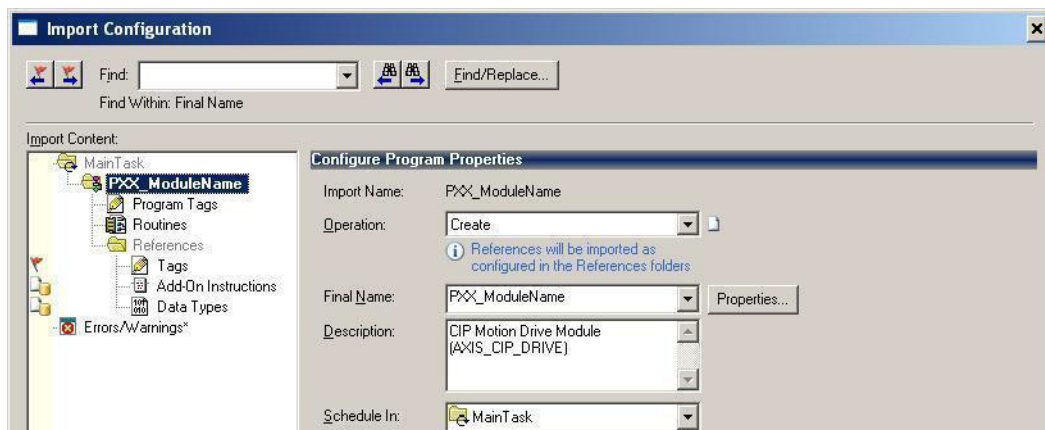 Import Configuration
Find:
Find/Replace...
Find Within: Final Name
Import Content:
MainTask
PXX_ModuleName
Program Tags
Routines
References
Tags
Add-On Instructions
Data Types
Errors/Warnings*
Configure Program Properties
Import Name: PXX_ModuleName
Operation: Create
References will be imported as
configured in the References folders
Final Name: PXX_ModuleName Properties...
Description: CIP Motion Drive Module
(AXIS_CIP_DRIVE)
Schedule In: MainTask